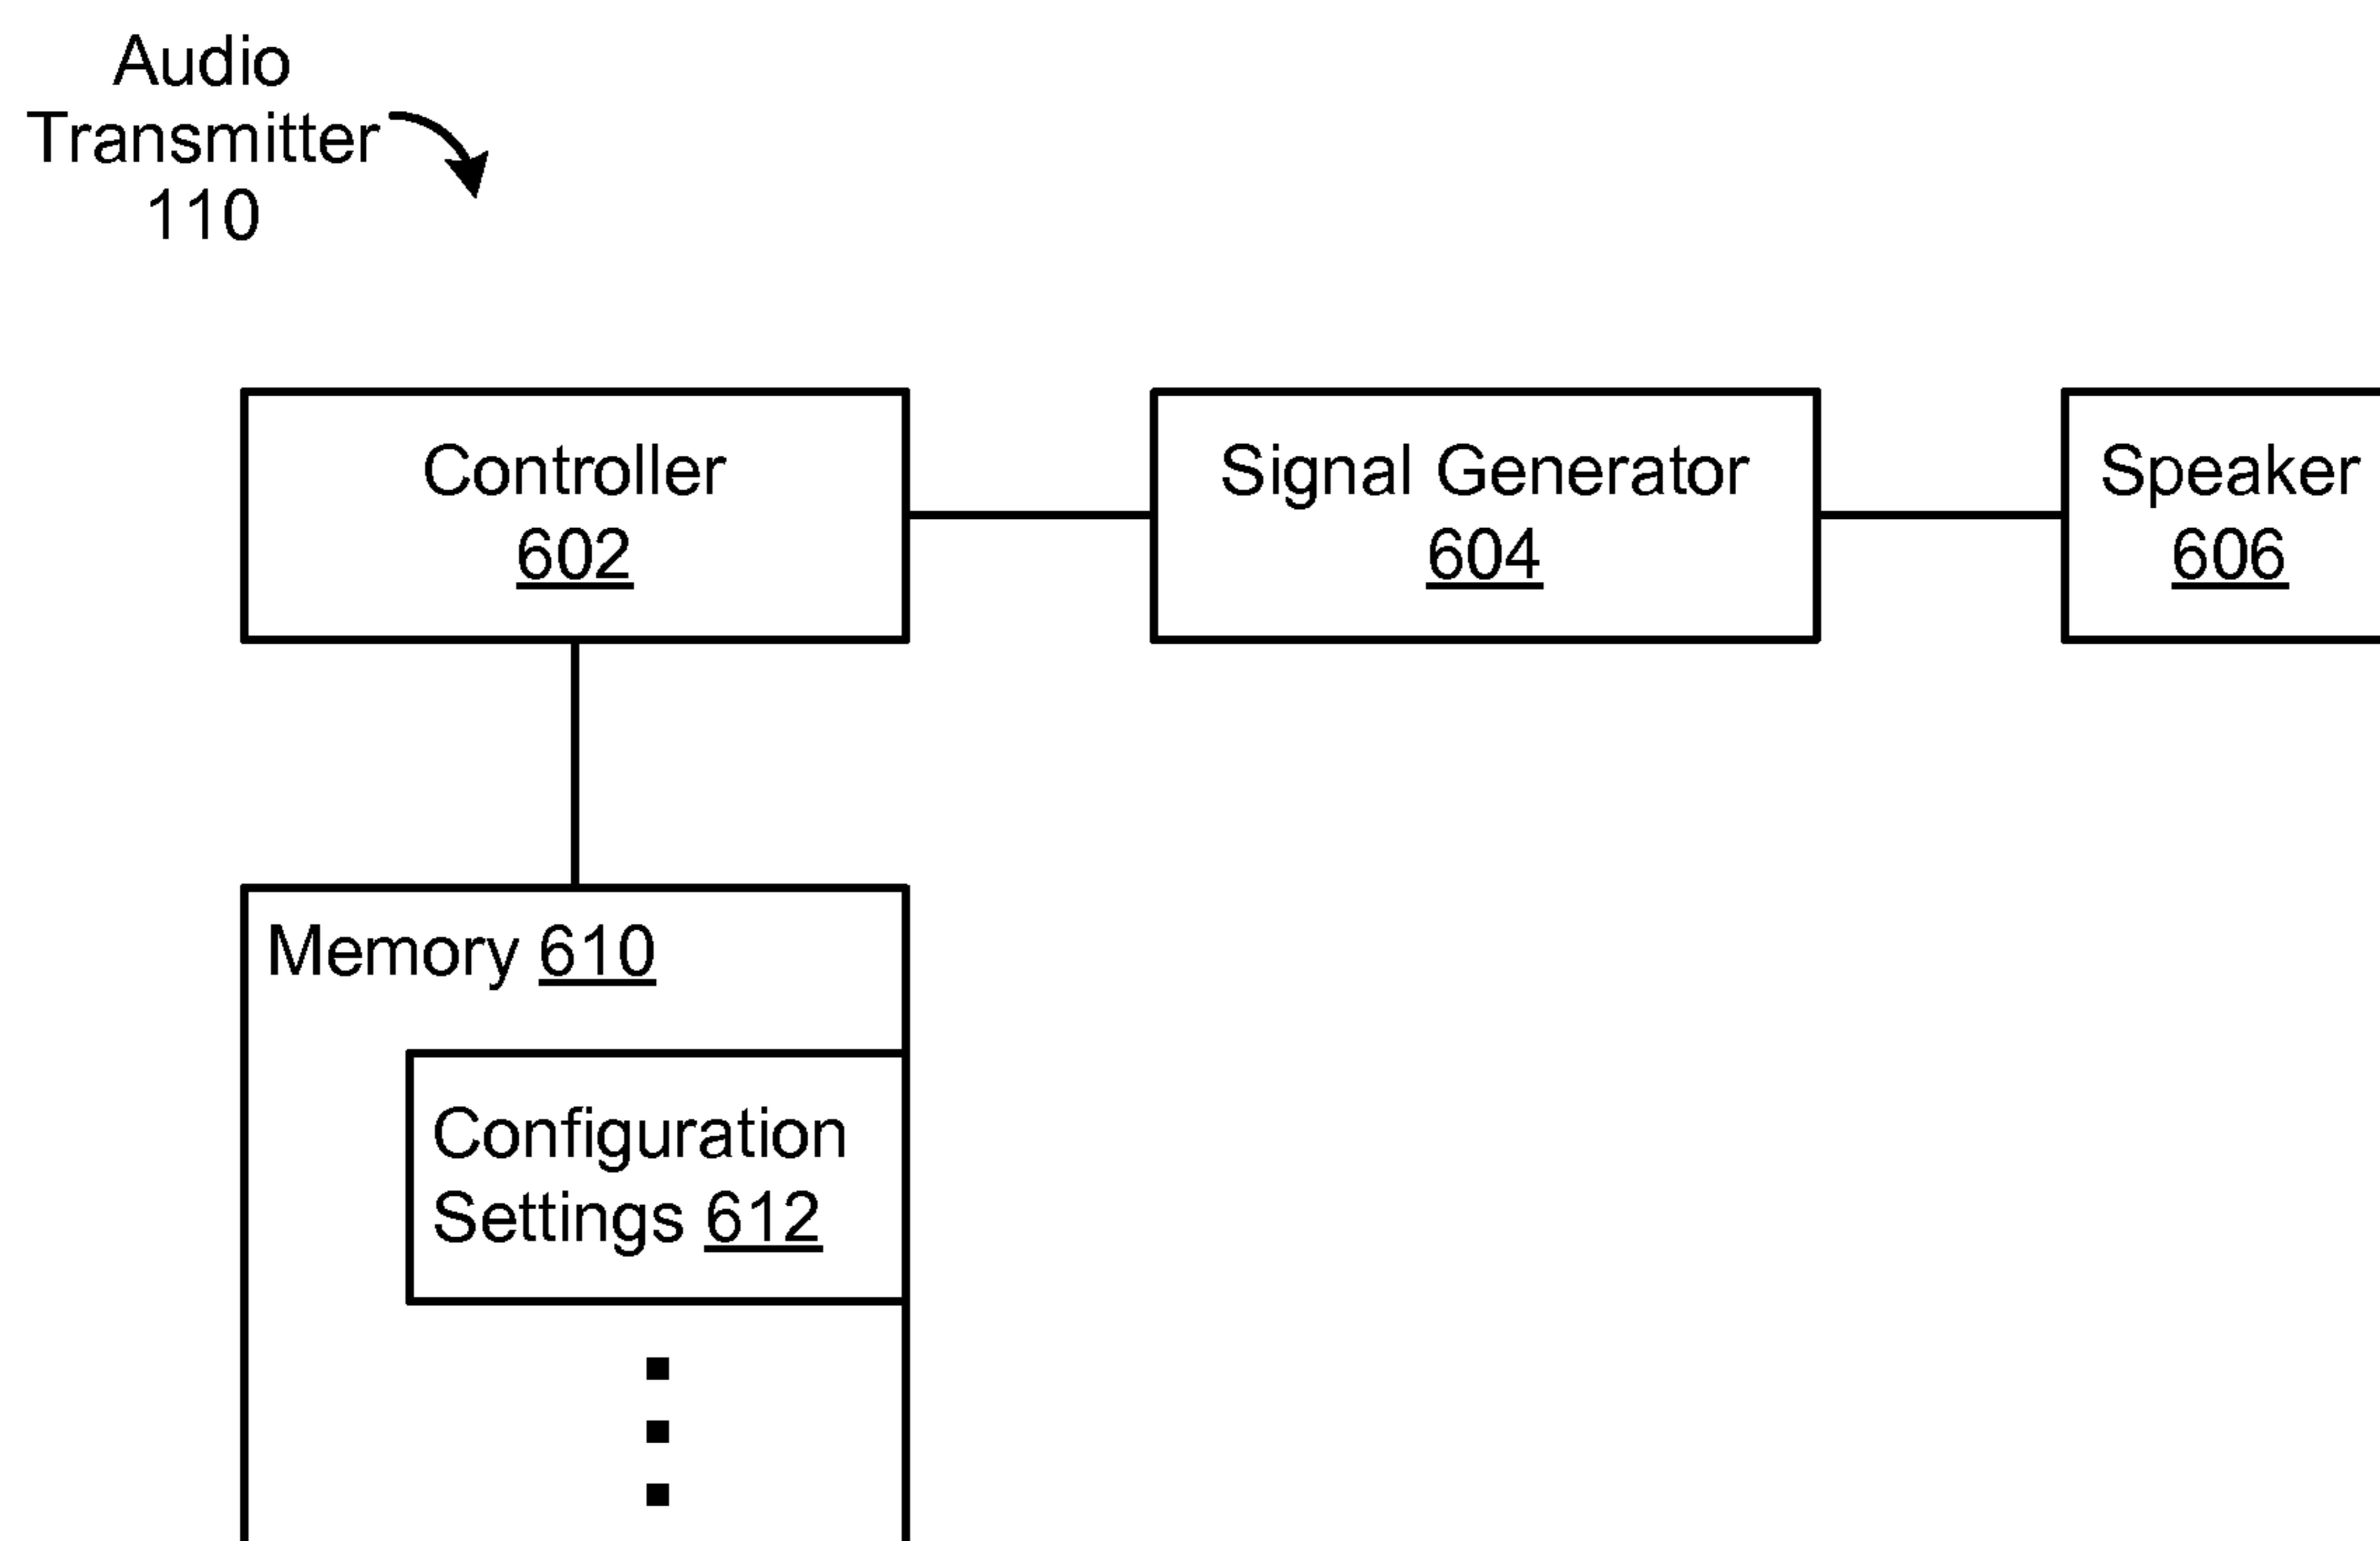 Audio
Transmitter
110
Controller
602
Signal Generator
604
Speaker
606
Memory 610
Configuration
Settings 612